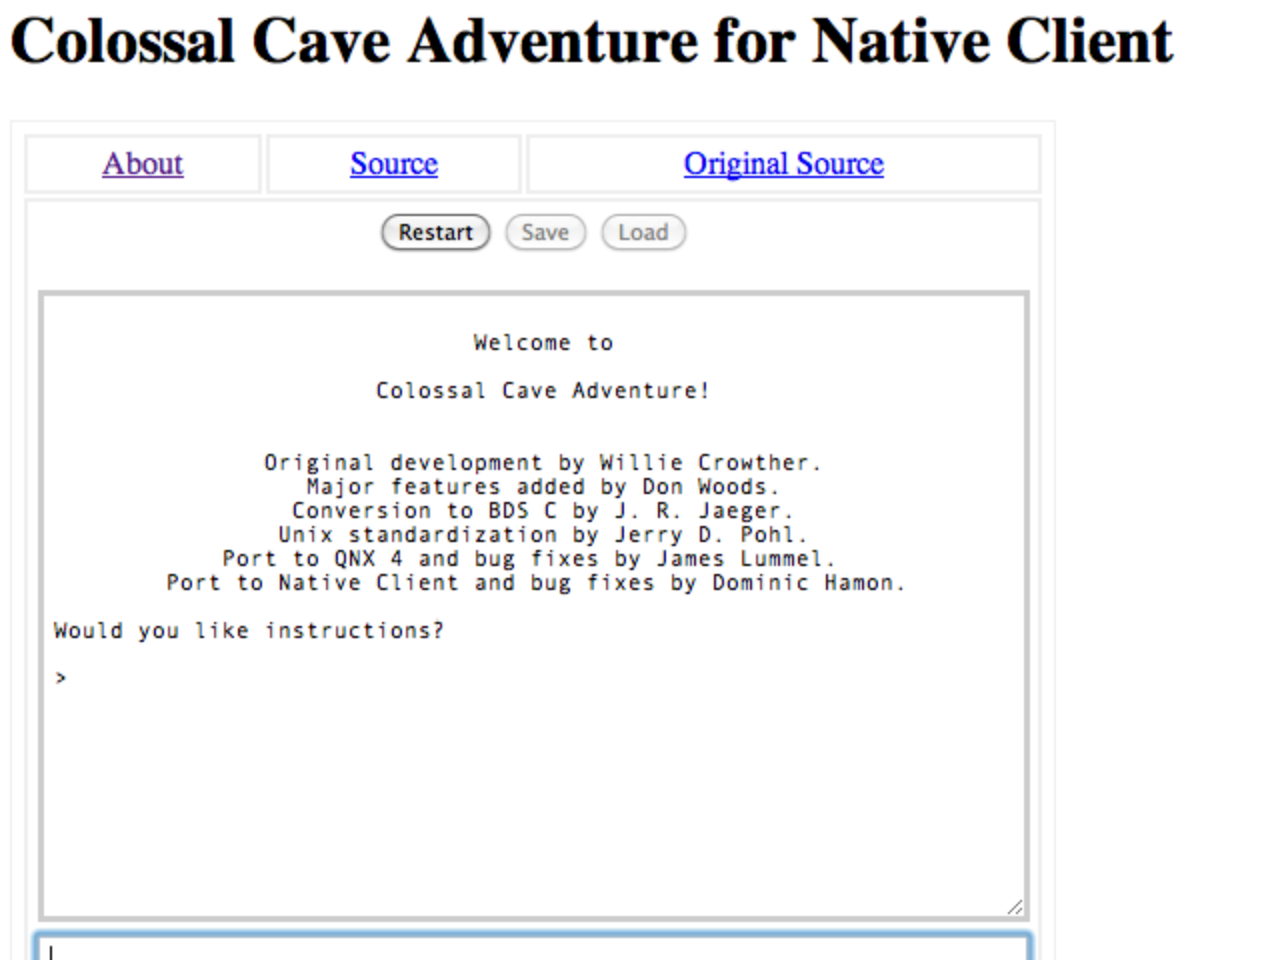 Colossal Cave Adventure for Native Client
About Source Original Source
Restart Save Load
Welcome to
Colossal Cave Adventure!
Original development by Willie Crowther.
Major features added by Don Woods.
Conversion to BDS C by J. R. Jaeger.
Unix standardization by Jerry D. Pohl.
Port to QNX 4 and bug fixes by James Lummel.
Port to Native Client and bug fixes by Dominic Hamon.
Would you like instructions?
>